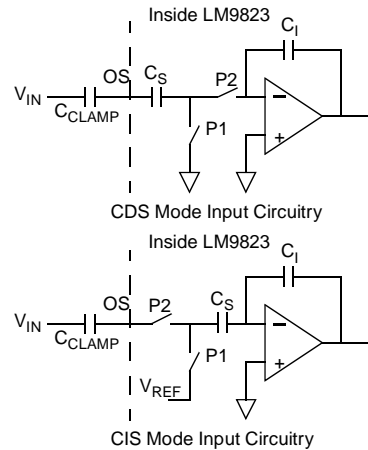 Inside LM9823
C_I
OS
C_S
P2
V_IN
C_CLAMP
P1
−
+
CDS Mode Input Circuitry
Inside LM9823
C_I
OS
P2
C_S
V_IN
C_CLAMP
P1
−
+
V_REF
CIS Mode Input Circuitry